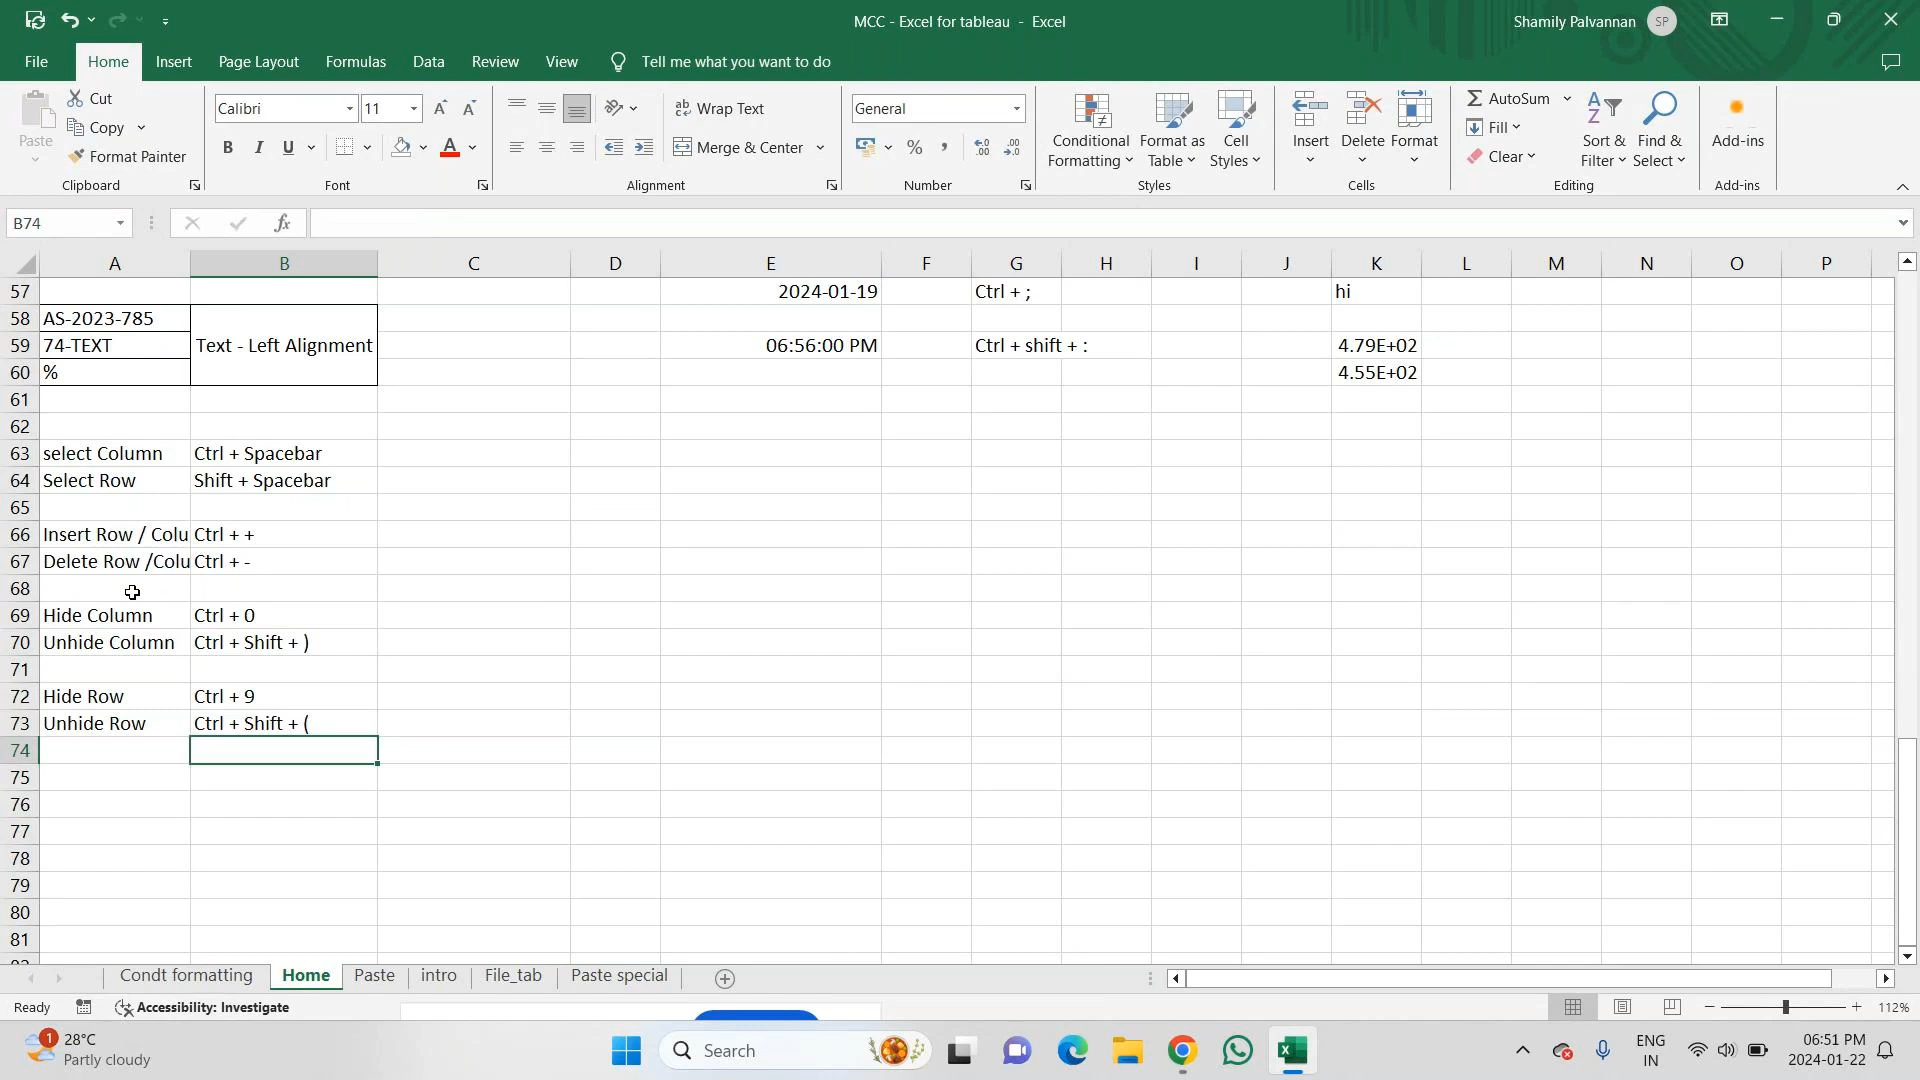 MCC - Excel for tableau - Excel
Shamily Palvannan SP
File Home Insert Page Layout Formulas Data Review View Tell me what you want to do
Paste
Cut
Copy
Format Painter
Clipboard
Calibri 11
B I U A
Font
Wrap Text
Merge & Center
Alignment
General
%
Number
Conditional Formatting
Format as Table
Cell Styles
Styles
Insert Delete Format
Cells
AutoSum
Fill
Clear
Sort & Filter
Find & Select
Editing
Add-ins
Add-ins
B74 fx
A B C D E F G H I J K L M N O P
57 2024-01-19 Ctrl + ; hi
58 AS-2023-785
59 74-TEXT Text - Left Alignment 06:56:00 PM Ctrl + shift + : 4.79E+02
60 % 4.55E+02
61
62
63 select Column Ctrl + Spacebar
64 Select Row Shift + Spacebar
65
66 Insert Row / Colu Ctrl + +
67 Delete Row /Colu Ctrl + -
68
69 Hide Column Ctrl + 0
70 Unhide Column Ctrl + Shift + )
71
72 Hide Row Ctrl + 9
73 Unhide Row Ctrl + Shift + (
74
75
76
77
78
79
80
81
Condt formatting Home Paste intro File_tab Paste special
Ready Accessibility: Investigate 112%
1 28°C
Partly cloudy
Search
ENG
IN
06:51 PM
2024-01-22